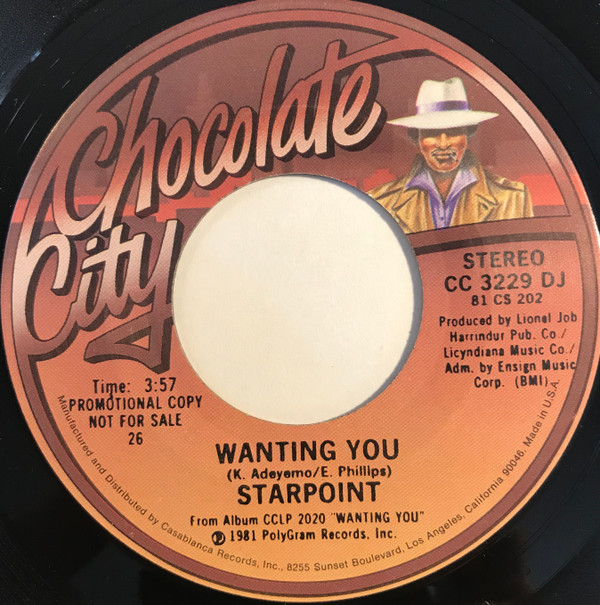 Chocolate
City
STEREO
CC 3229 DJ
81 CS 202
Produced by Lionel Job
Harrindur Pub. Co./
Licyndiana Music Co./
Adm. by Ensign Music
Corp. (BMI).
Time: 3:57
PROMOTIONAL COPY
NOT FOR SALE
26
WANTING YOU
(K. Adeyemo/E. Phillips)
STARPOINT
From Album CCLP 2020 "WANTING YOU"
℗ 1981 PolyGram Records, Inc.
Manufactured and Distributed by Casablanca Records, Inc., 8255 Sunset Boulevard, Los Angeles, California 90046. Made in U.S.A.